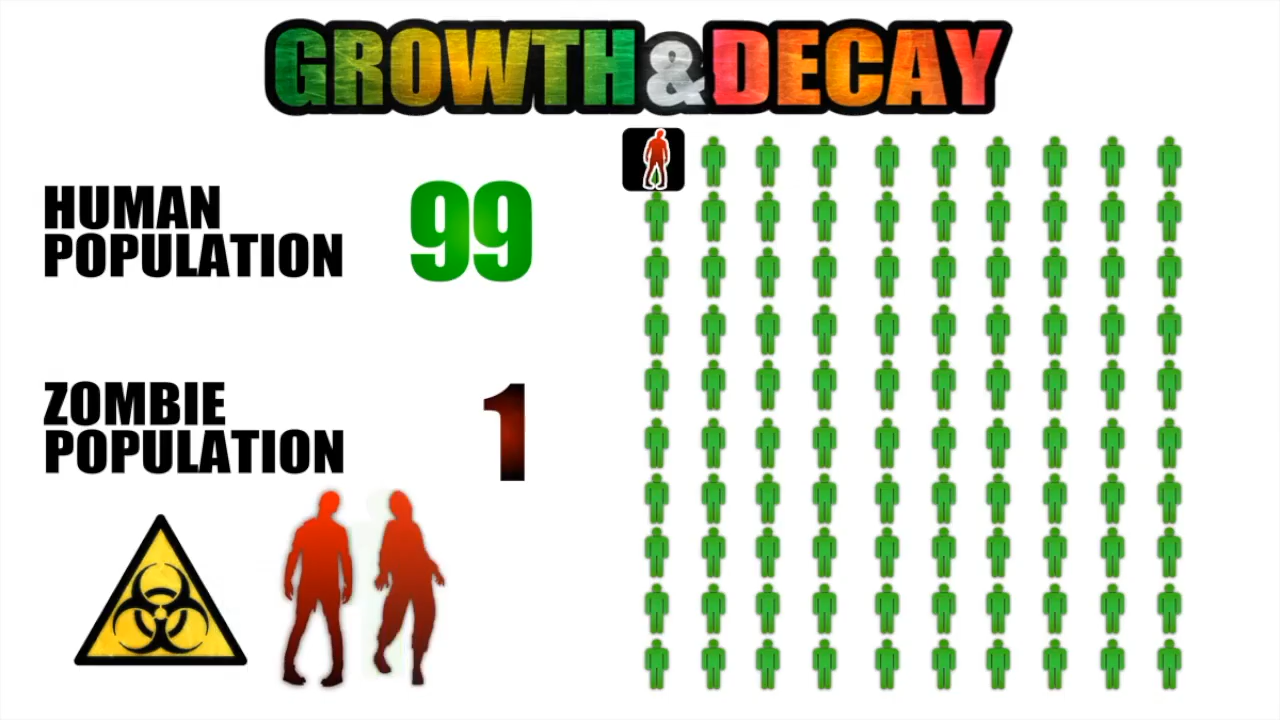 GROWTH & DECAY
HUMAN
POPULATION
99
ZOMBIE
POPULATION
1